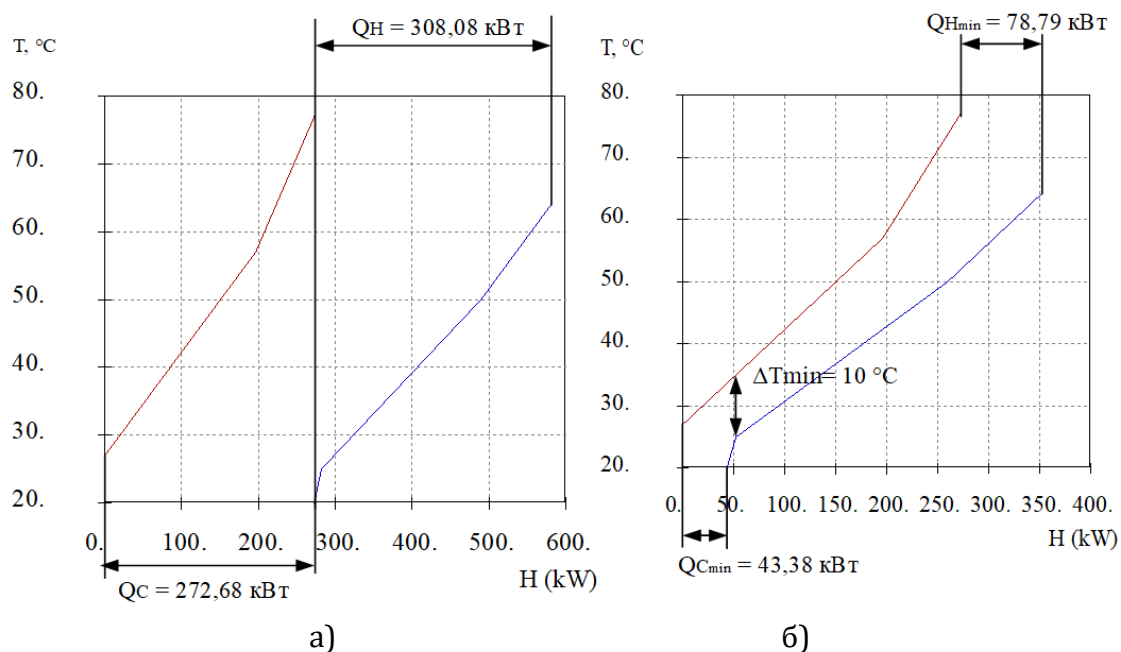 QH = 308,08 кВт
T, °C
80.
70.
60.
50.
40.
30.
20.
0. 100. 200. 300. 400. 500. 600.
H (kW)
QC = 272,68 кВт
а)
QHmin = 78,79 кВт
T, °C
80.
70.
60.
50.
40.
30.
20.
ΔTmin= 10 °C
0. 50. 100. 150. 200. 250. 300. 350. 400.
H (kW)
QCmin = 43,38 кВт
б)